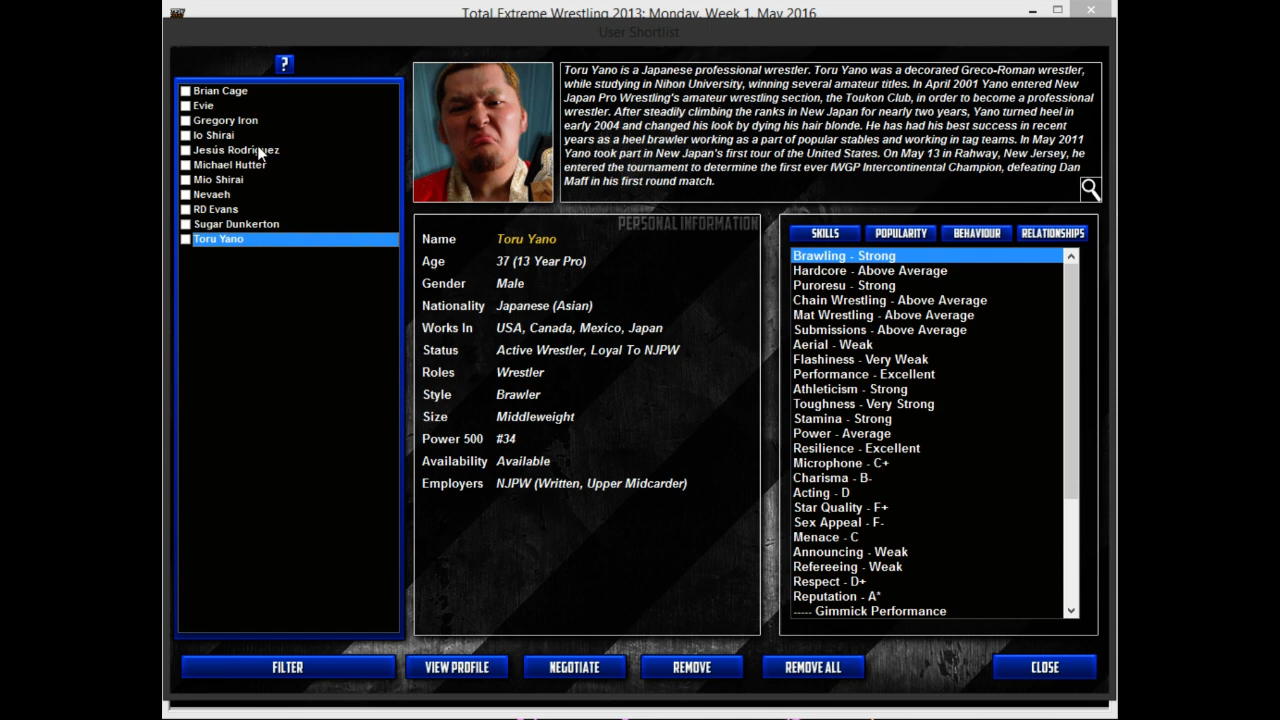 Total Extreme Wrestling 2013: Monday, Week 1, May 2016
User Shortlist
?
Brian Cage
Evie
Gregory Iron
Io Shirai
Jesús Rodriguez
Michael Hutter
Mio Shirai
Nevaeh
RD Evans
Sugar Dunkerton
Toru Yano
Toru Yano is a Japanese professional wrestler. Toru Yano was a decorated Greco-Roman wrestler,
while studying in Nihon University, winning several amateur titles. In April 2001 Yano entered New
Japan Pro Wrestling's amateur wrestling section, the Toukon Club, in order to become a professional
wrestler. After steadily climbing the ranks in New Japan for nearly two years, Yano turned heel in
early 2004 and changed his look by dying his hair blonde. He has had his best success in recent
years as a heel brawler working as a part of popular stables and working in tag teams. In May 2011
Yano took part in New Japan's first tour of the United States. On May 13 in Rahway, New Jersey, he
entered the tournament to determine the first ever IWGP Intercontinental Champion, defeating Dan
Maff in his first round match.
PERSONAL INFORMATION
Name Toru Yano
Age 37 (13 Year Pro)
Gender Male
Nationality Japanese (Asian)
Works In USA, Canada, Mexico, Japan
Status Active Wrestler, Loyal To NJPW
Roles Wrestler
Style Brawler
Size Middleweight
Power 500 #34
Availability Available
Employers NJPW (Written, Upper Midcarder)
SKILLS POPULARITY BEHAVIOUR RELATIONSHIPS
Brawling - Strong
Hardcore - Above Average
Puroresu - Strong
Chain Wrestling - Above Average
Mat Wrestling - Above Average
Submissions - Above Average
Aerial - Weak
Flashiness - Very Weak
Performance - Excellent
Athleticism - Strong
Toughness - Very Strong
Stamina - Strong
Power - Average
Resilience - Excellent
Microphone - C+
Charisma - B-
Acting - D
Star Quality - F+
Sex Appeal - F-
Menace - C
Announcing - Weak
Refereeing - Weak
Respect - D+
Reputation - A*
----- Gimmick Performance
FILTER VIEW PROFILE NEGOTIATE REMOVE REMOVE ALL CLOSE